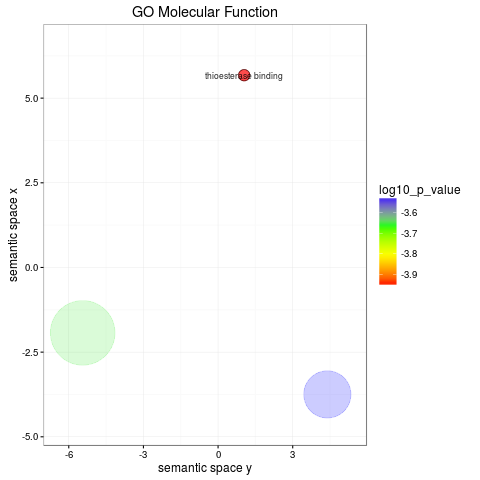 GO Molecular Function
thioesterase binding
5.0
2.5
0.0
-2.5
-5.0
semantic space x
-6
-3
0
3
semantic space y
log10_p_value
-3.6
-3.7
-3.8
-3.9